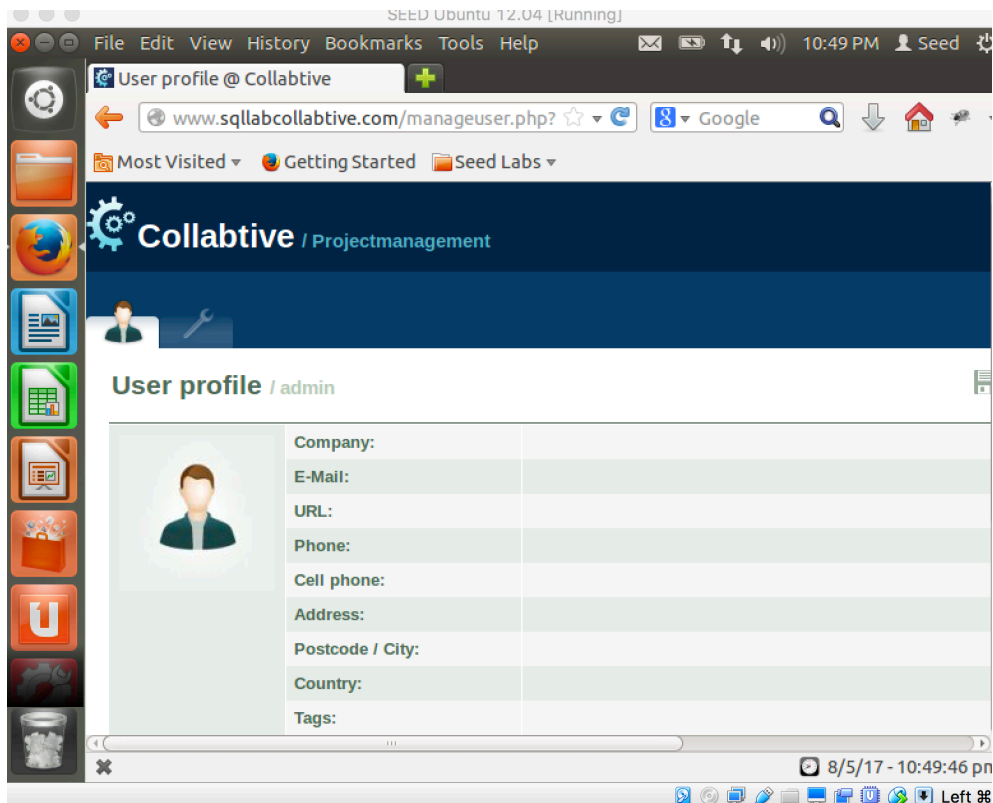 SEED Ubuntu 12.04 [Running]
File Edit View History Bookmarks Tools Help 10:49 PM Seed
User profile @ Collabtive
www.sqllabcollabtive.com/manageuser.php? 8 Google
Most Visited Getting Started Seed Labs
Collabtive / Projectmanagement
User profile / admin
Company:
E-Mail:
URL:
Phone:
Cell phone:
Address:
Postcode / City:
Country:
Tags:
8/5/17 - 10:49:46 pm
Left ⌘